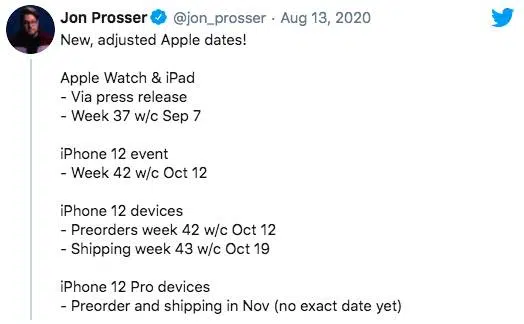 Jon Prosser @jon_prosser · Aug 13, 2020
New, adjusted Apple dates!
Apple Watch & iPad
- Via press release
- Week 37 w/c Sep 7
iPhone 12 event
- Week 42 w/c Oct 12
iPhone 12 devices
- Preorders week 42 w/c Oct 12
- Shipping week 43 w/c Oct 19
iPhone 12 Pro devices
- Preorder and shipping in Nov (no exact date yet)